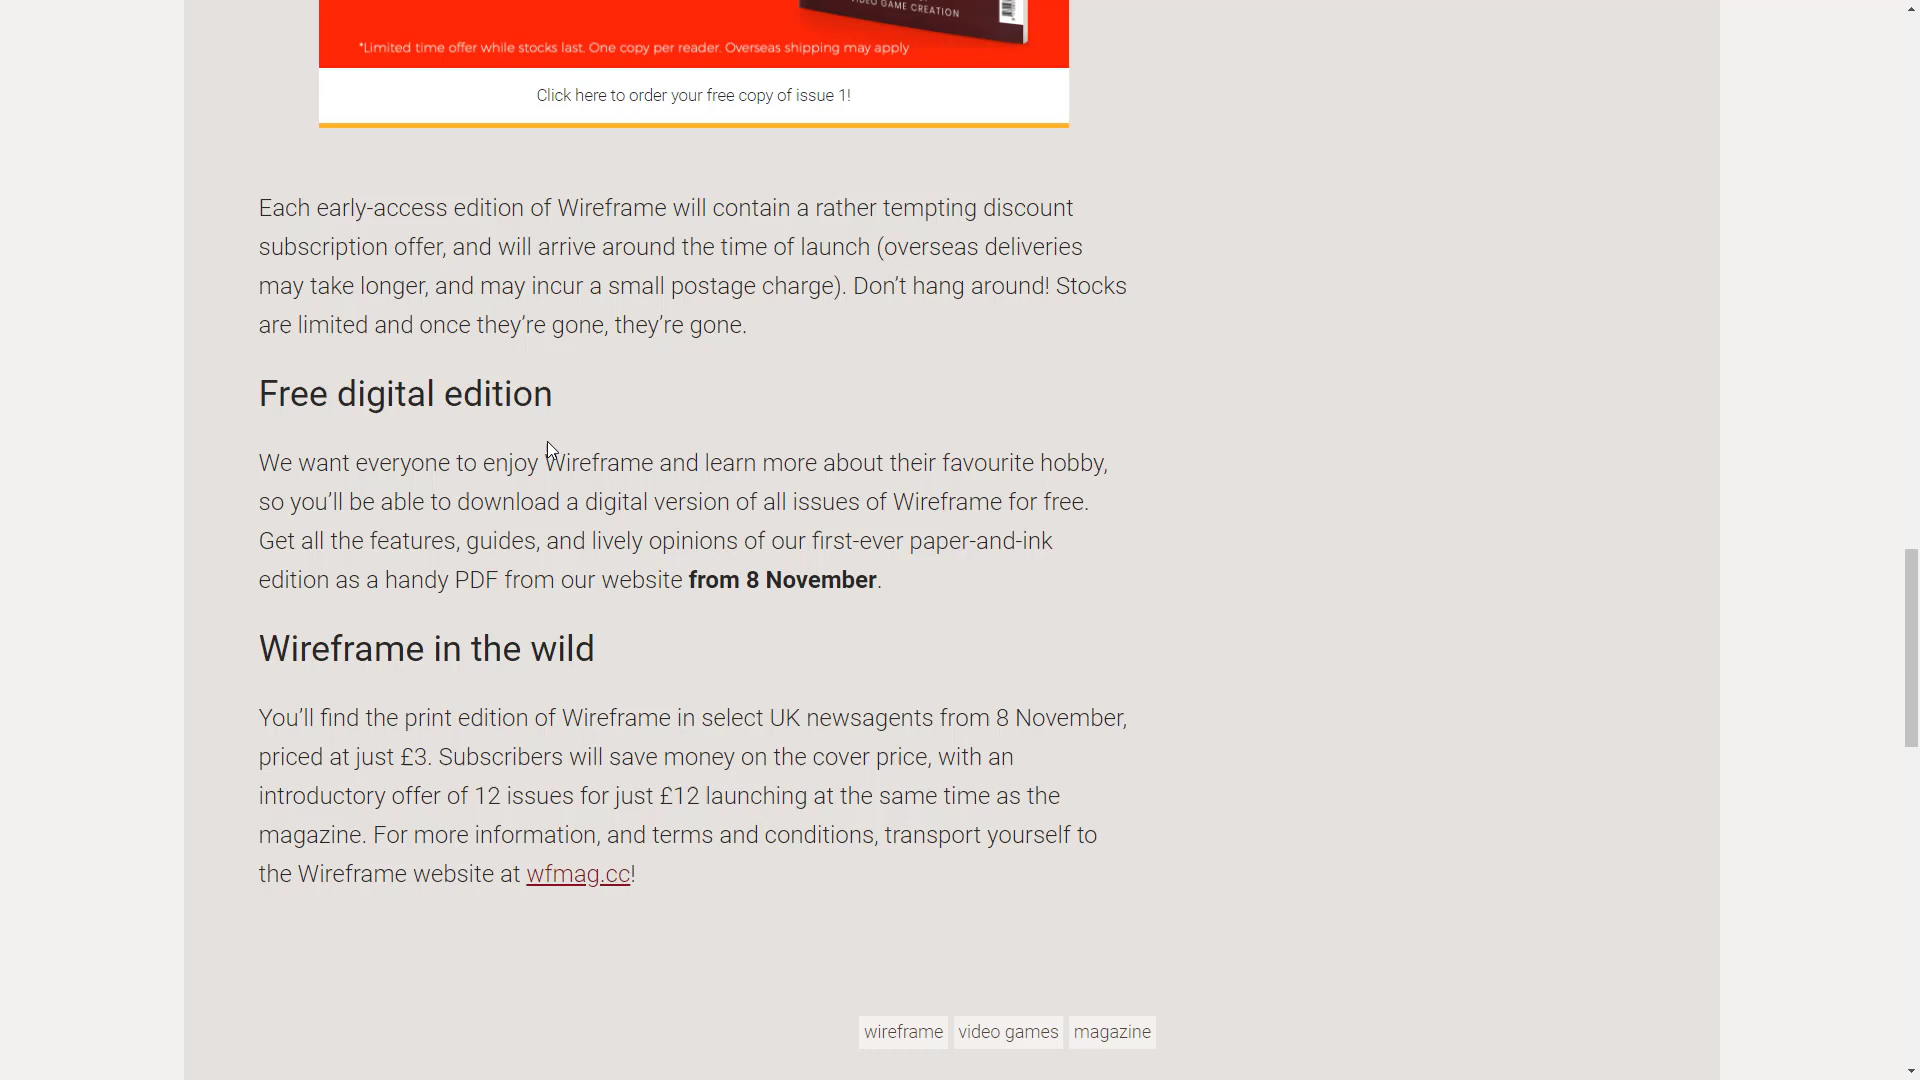 VIDEO GAME CREATION
*Limited time offer while stocks last. One copy per reader. Overseas shipping may apply
Click here to order your free copy of issue 1!
Each early-access edition of Wireframe will contain a rather tempting discount
subscription offer, and will arrive around the time of launch (overseas deliveries
may take longer, and may incur a small postage charge). Don’t hang around! Stocks
are limited and once they’re gone, they’re gone.
Free digital edition
We want everyone to enjoy Wireframe and learn more about their favourite hobby,
so you’ll be able to download a digital version of all issues of Wireframe for free.
Get all the features, guides, and lively opinions of our first-ever paper-and-ink
edition as a handy PDF from our website from 8 November.
Wireframe in the wild
You’ll find the print edition of Wireframe in select UK newsagents from 8 November,
priced at just £3. Subscribers will save money on the cover price, with an
introductory offer of 12 issues for just £12 launching at the same time as the
magazine. For more information, and terms and conditions, transport yourself to
the Wireframe website at wfmag.cc!
wireframe video games magazine